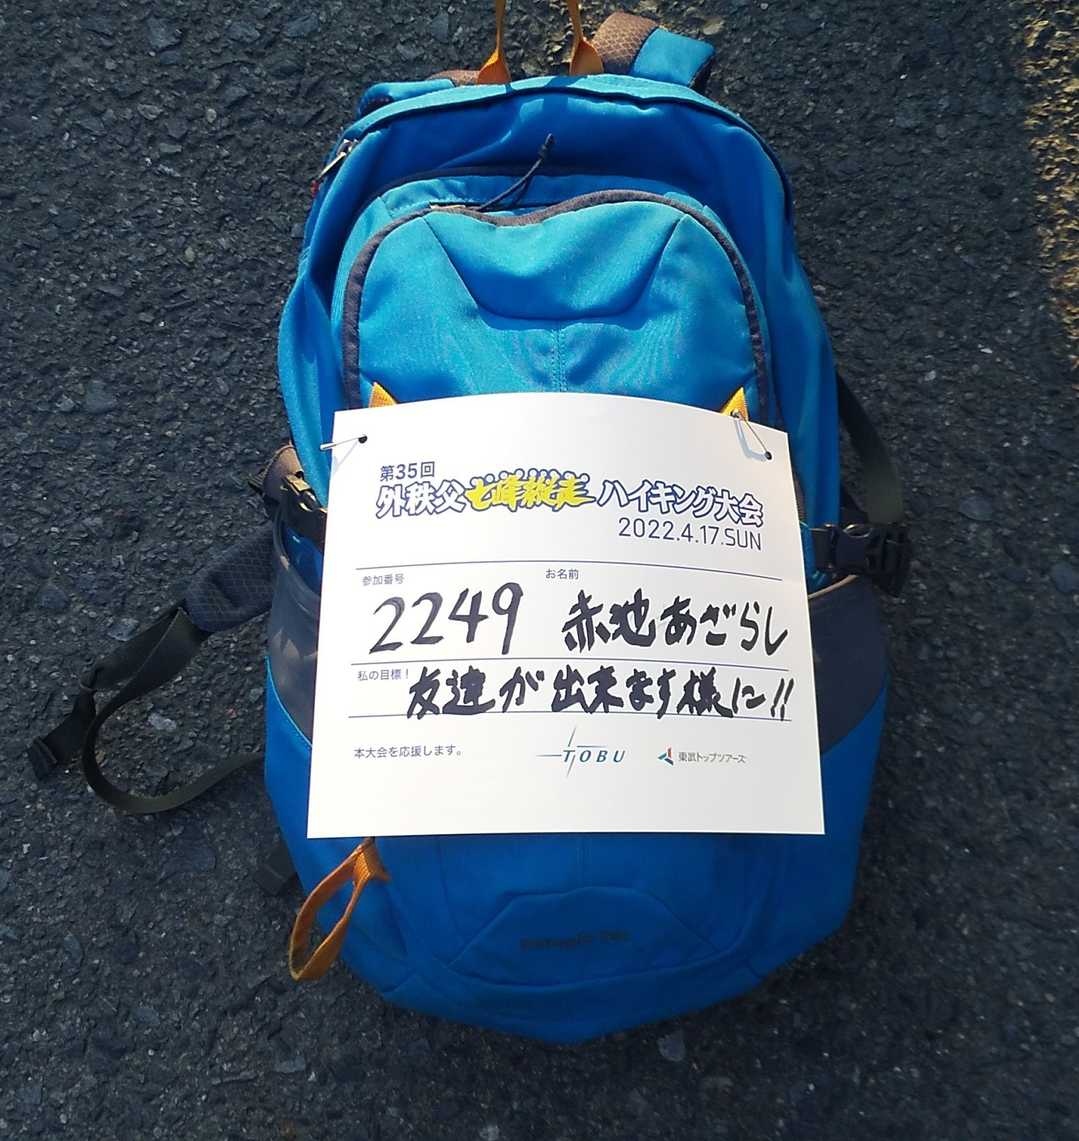 第35回
外秩父七峰縦走ハイキング大会
2022.4.17.SUN
参加番号 お名前
2249 赤池あざらし
私の目標！ 友達が出来ます様に!!
本大会を応援します。 TOBU 東武トップツアーズ